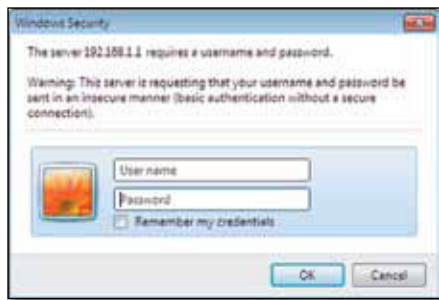 Windows Security
The server 192.168.1.1 requires a username and password.
Warning: This server is requesting that your username and password be
sent in an insecure manner (basic authentication without a secure
connection).
User name
Password
Remember my credentials
OK
Cancel